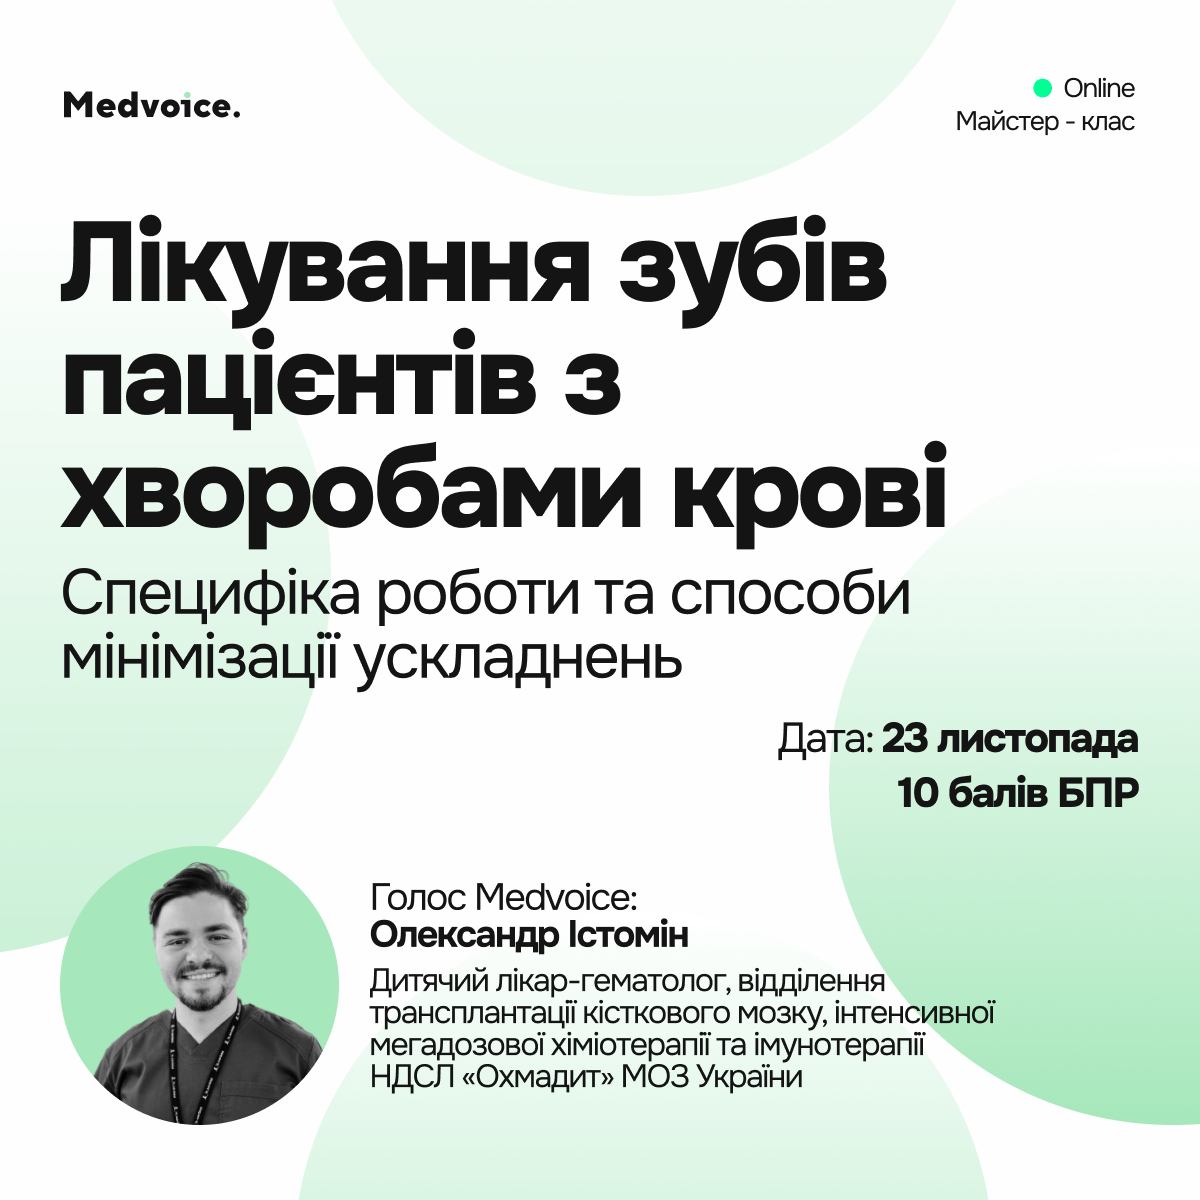 Medvoice.
Online
Майстер - клас
Лікування зубів
пацієнтів з
хворобами крові
Специфіка роботи та способи
мінімізації ускладнень
Дата: 23 листопада
10 балів БПР
Голос Medvoice:
Олександр Істомін
Дитячий лікар-гематолог, відділення
трансплантації кісткового мозку, інтенсивної
мегадозової хіміотерапії та імунотерапії
НДСЛ «Охмадит» МОЗ України